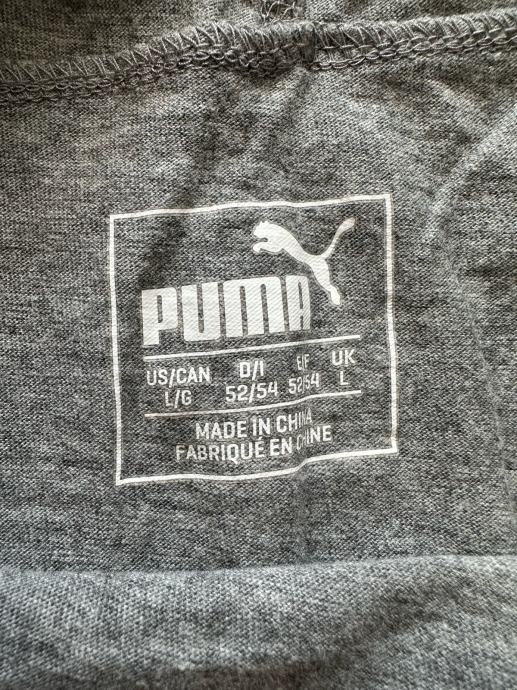 PUMA
US/CAN D/I E/F UK
L/G 52/54 52/54 L
MADE IN CHINA
FABRIQUÉ EN CHINE